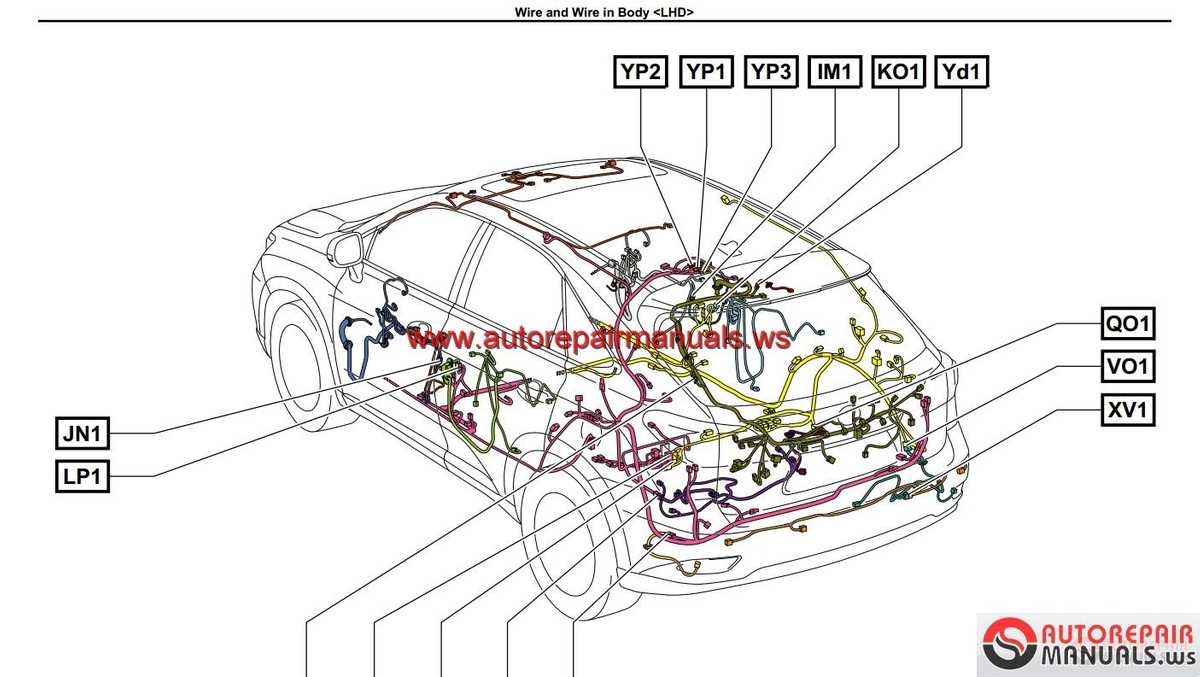 Wire and Wire in Body <LHD>
YP2 YP1 YP3 IM1 KO1 Yd1
www.autorepairmanuals.ws
QO1
VO1
XV1
JN1
LP1
AUTOREPAIR
MANUALS.ws